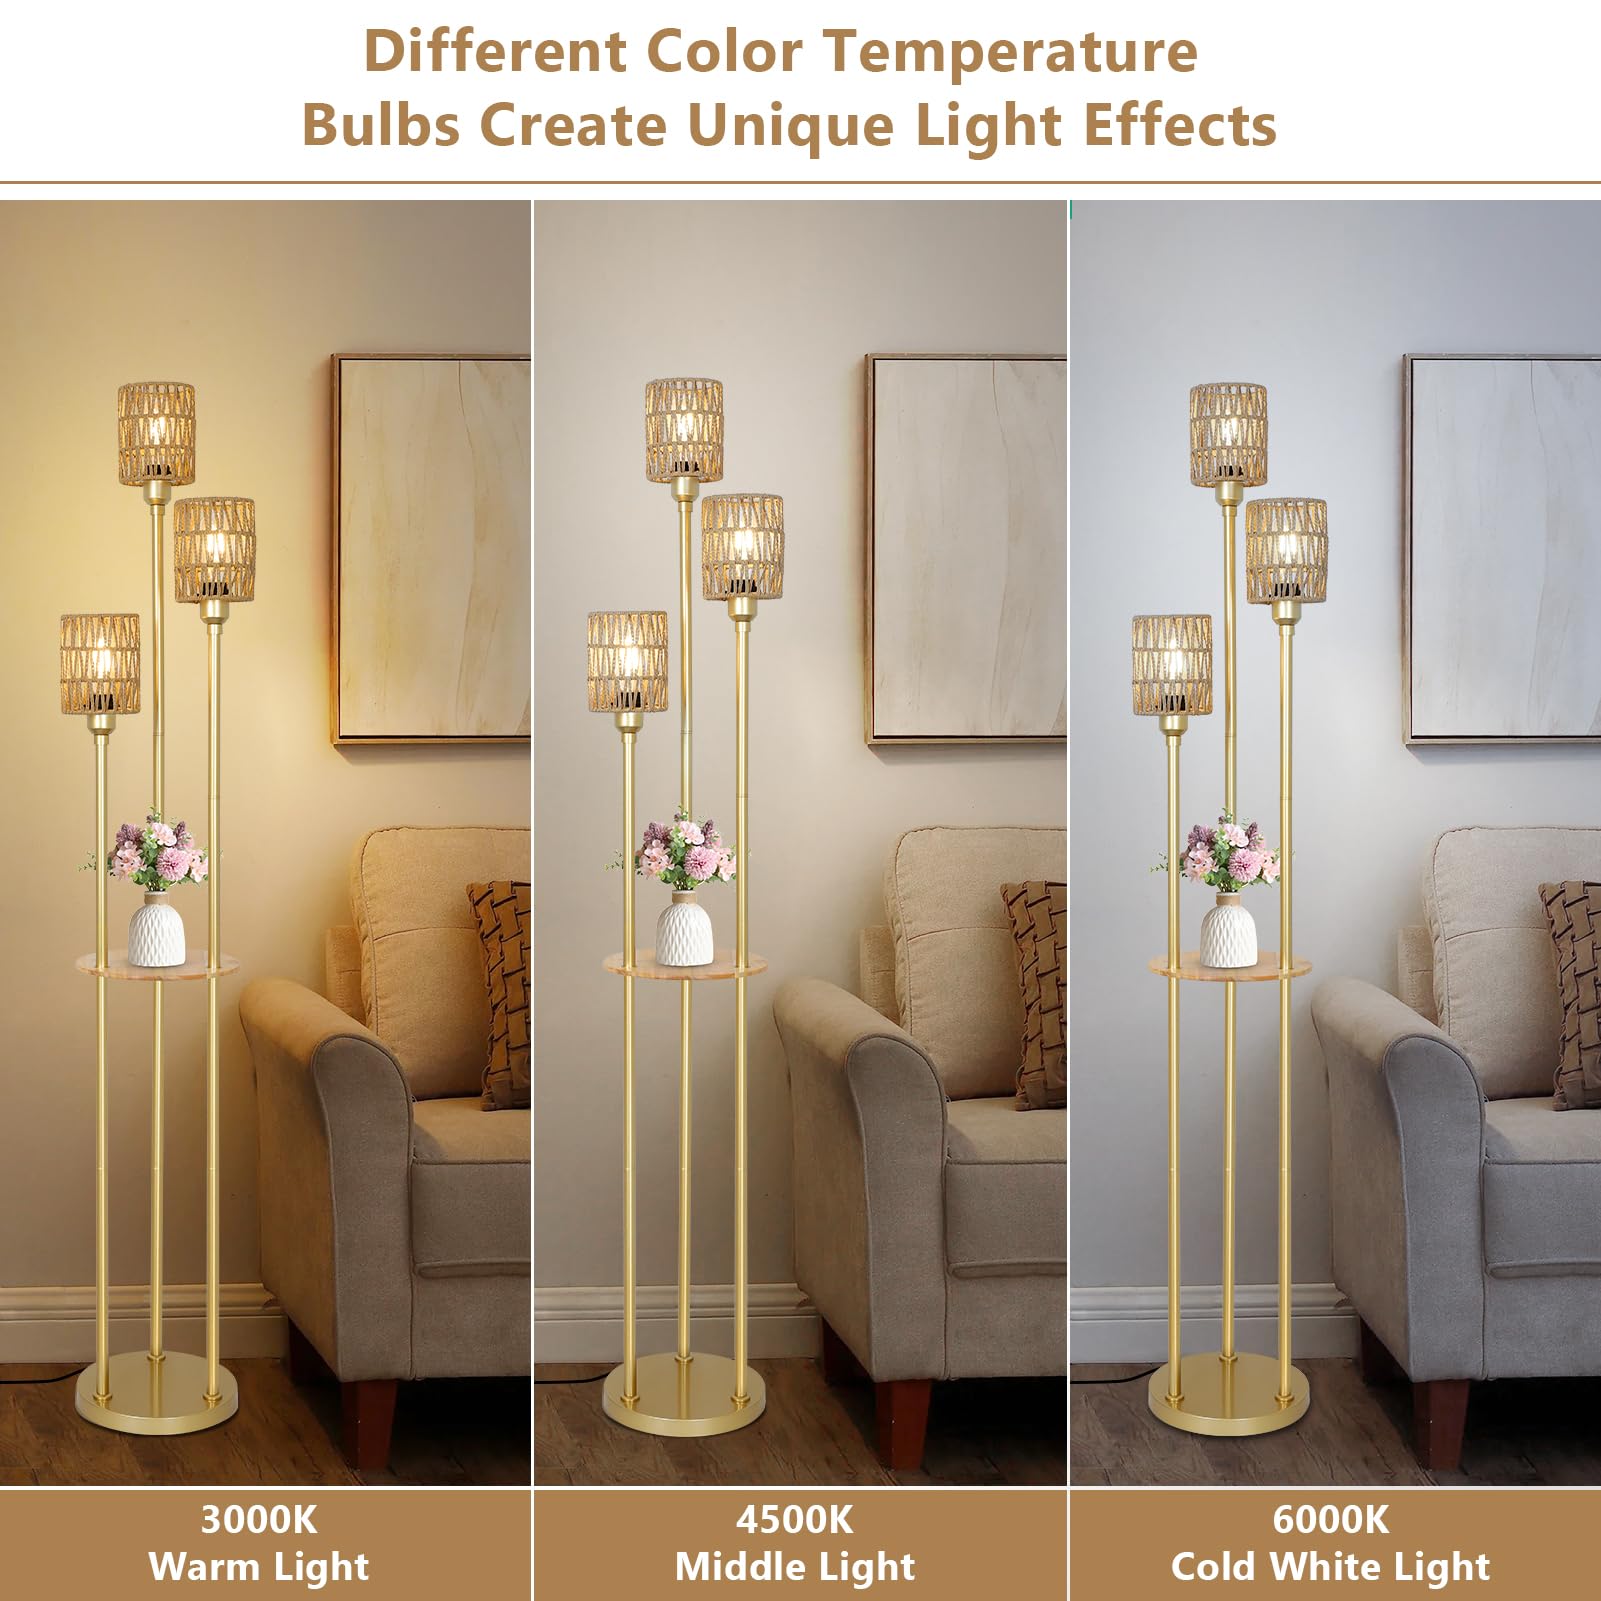 Different Color Temperature
Bulbs Create Unique Light Effects
3000K
Warm Light
4500K
Middle Light
6000K
Cold White Light